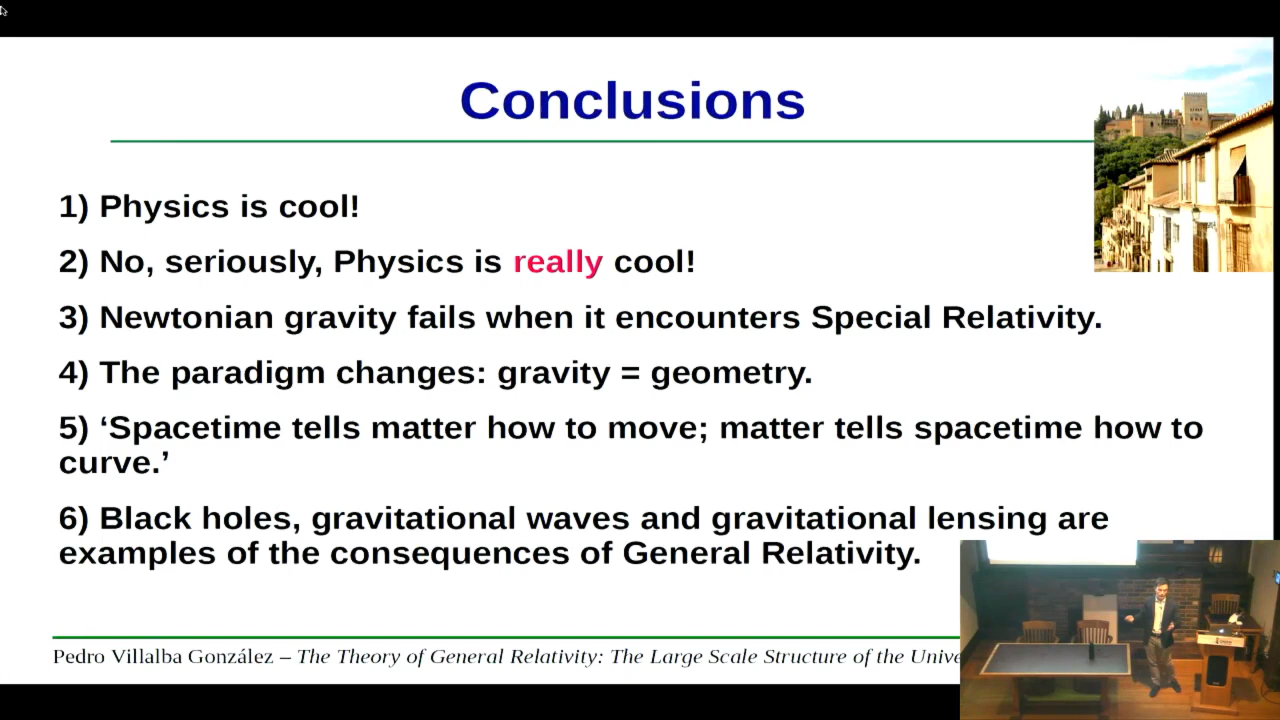 Conclusions
1) Physics is cool!
2) No, seriously, Physics is really cool!
3) Newtonian gravity fails when it encounters Special Relativity.
4) The paradigm changes: gravity = geometry.
5) ‘Spacetime tells matter how to move; matter tells spacetime how to
curve.’
6) Black holes, gravitational waves and gravitational lensing are
examples of the consequences of General Relativity.
Pedro Villalba González – The Theory of General Relativity: The Large Scale Structure of the